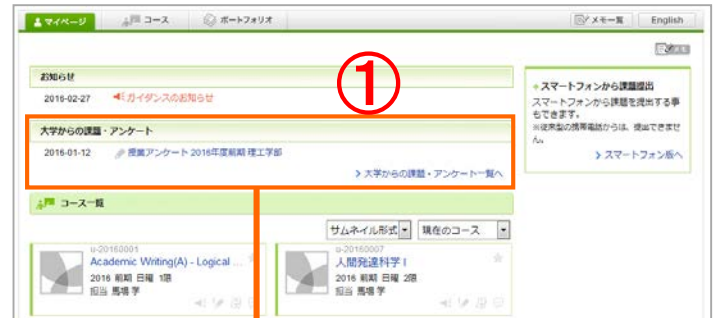 マイページ
コース
ポートフォリオ
メモ一覧
English
メモ
お知らせ
2016-02-27 ガイダンスのお知らせ
①
大学からの課題・アンケート
2016-01-12 授業アンケート 2016年度前期 理工学部
大学からの課題・アンケート一覧へ
スマートフォンから課題提出
スマートフォンから課題を提出する事
もできます。
※従来型の携帯電話からは、提出できませ
ん。
スマートフォン版へ
コース一覧
サムネイル形式
現在のコース
u-20160001
Academic Writing(A) - Logical ...
2016 前期 日曜 1限
担当 馬場 学
u-20160007
人間発達科学 I
2016 前期 日曜 2限
担当 馬場 学